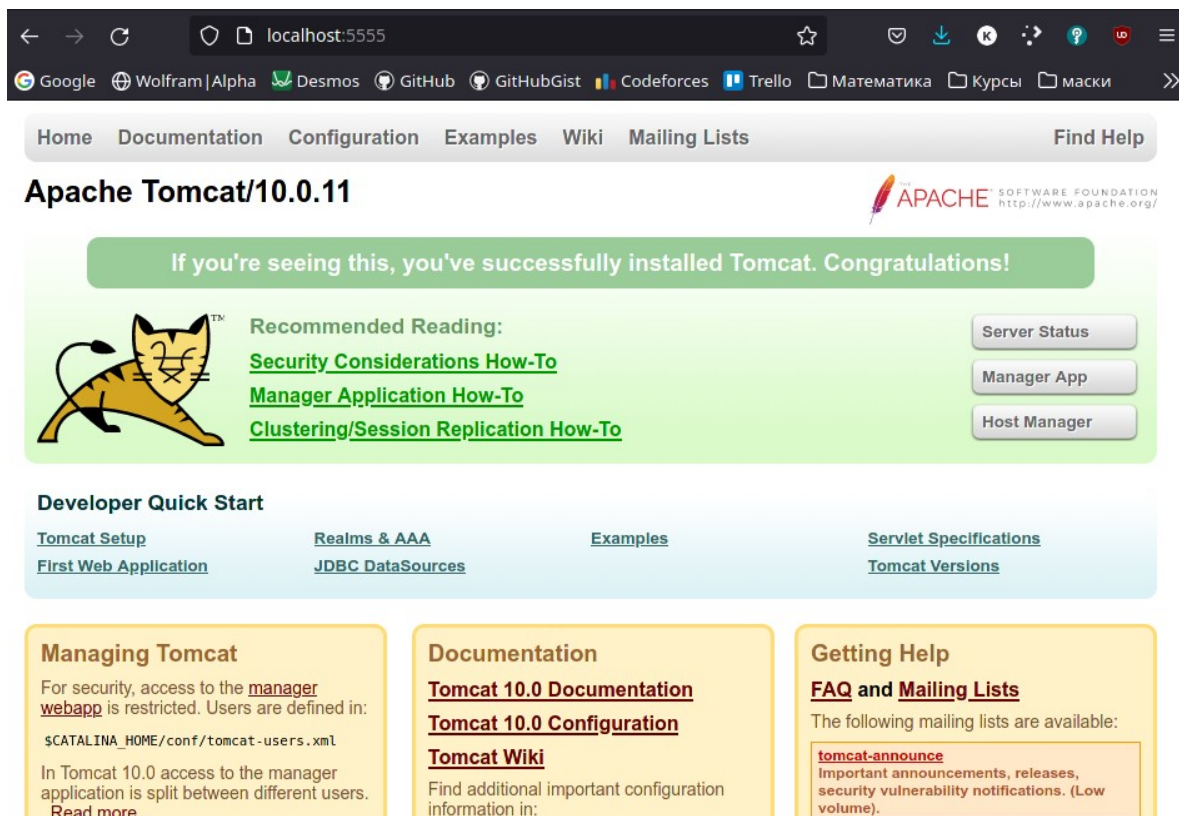 localhost:5555
Google Wolfram|Alpha Desmos GitHub GitHubGist Codeforces Trello Математика Курсы маски
Home Documentation Configuration Examples Wiki Mailing Lists Find Help
Apache Tomcat/10.0.11
THE APACHE SOFTWARE FOUNDATION
http://www.apache.org/
If you're seeing this, you've successfully installed Tomcat. Congratulations!
TM
Recommended Reading:
Security Considerations How-To
Manager Application How-To
Clustering/Session Replication How-To
Server Status
Manager App
Host Manager
Developer Quick Start
Tomcat Setup
First Web Application
Realms & AAA
JDBC DataSources
Examples
Servlet Specifications
Tomcat Versions
Managing Tomcat
For security, access to the manager
webapp is restricted. Users are defined in:
$CATALINA_HOME/conf/tomcat-users.xml
In Tomcat 10.0 access to the manager
application is split between different users.
Read more
Documentation
Tomcat 10.0 Documentation
Tomcat 10.0 Configuration
Tomcat Wiki
Find additional important configuration
information in:
Getting Help
FAQ and Mailing Lists
The following mailing lists are available:
tomcat-announce
Important announcements, releases,
security vulnerability notifications. (Low
volume).